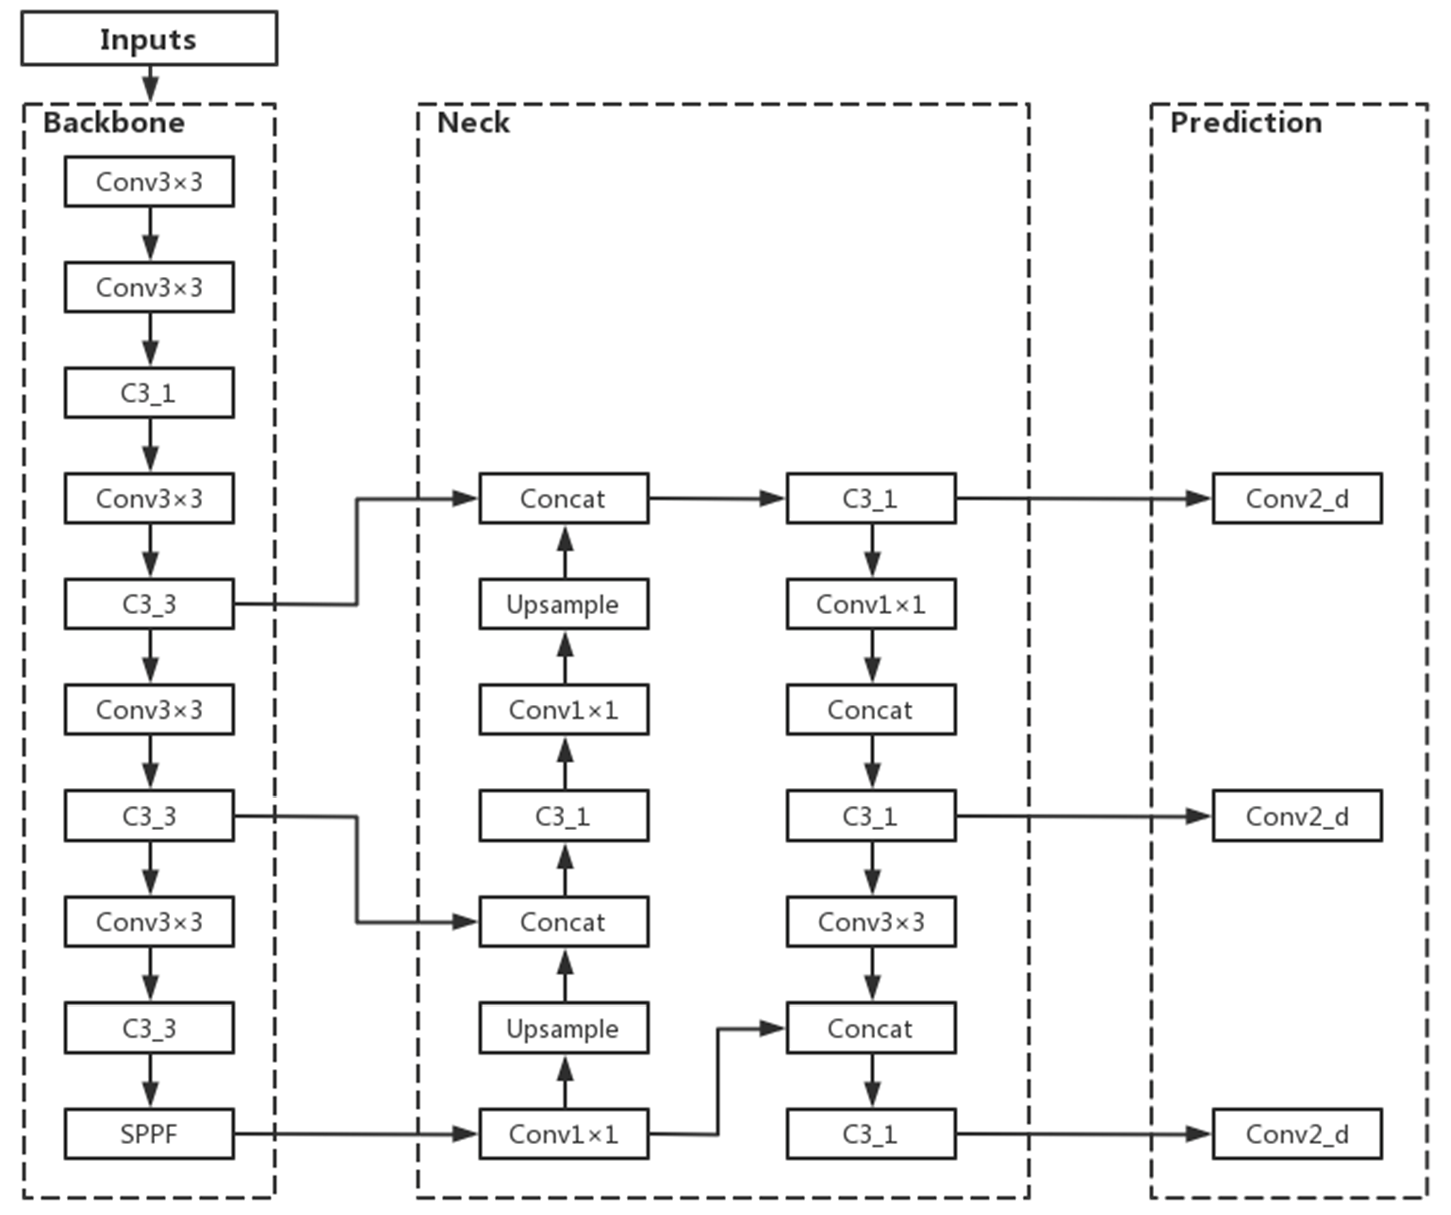 Inputs
Backbone
Conv3×3
Conv3×3
C3_1
Conv3×3
C3_3
Conv3×3
C3_3
Conv3×3
C3_3
SPPF
Neck
Concat
Upsample
Conv1×1
C3_1
Concat
Upsample
Conv1×1
C3_1
Conv1×1
Concat
C3_1
Conv3×3
Concat
C3_1
Prediction
Conv2_d
Conv2_d
Conv2_d